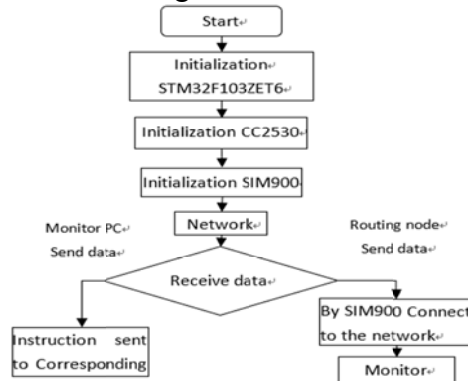 Start
Initialization
STM32F103ZET6
Initialization CC2530
Initialization SIM900
Network
Monitor PC
Send data
Routing node
Send data
Receive data
Instruction sent
to Corresponding
By SIM900 Connect
to the network
Monitor